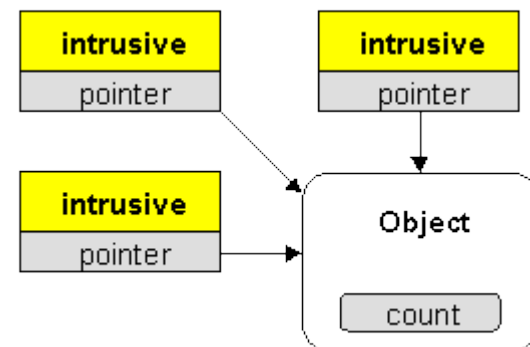 intrusive
pointer
intrusive
pointer
intrusive
pointer
Object
count